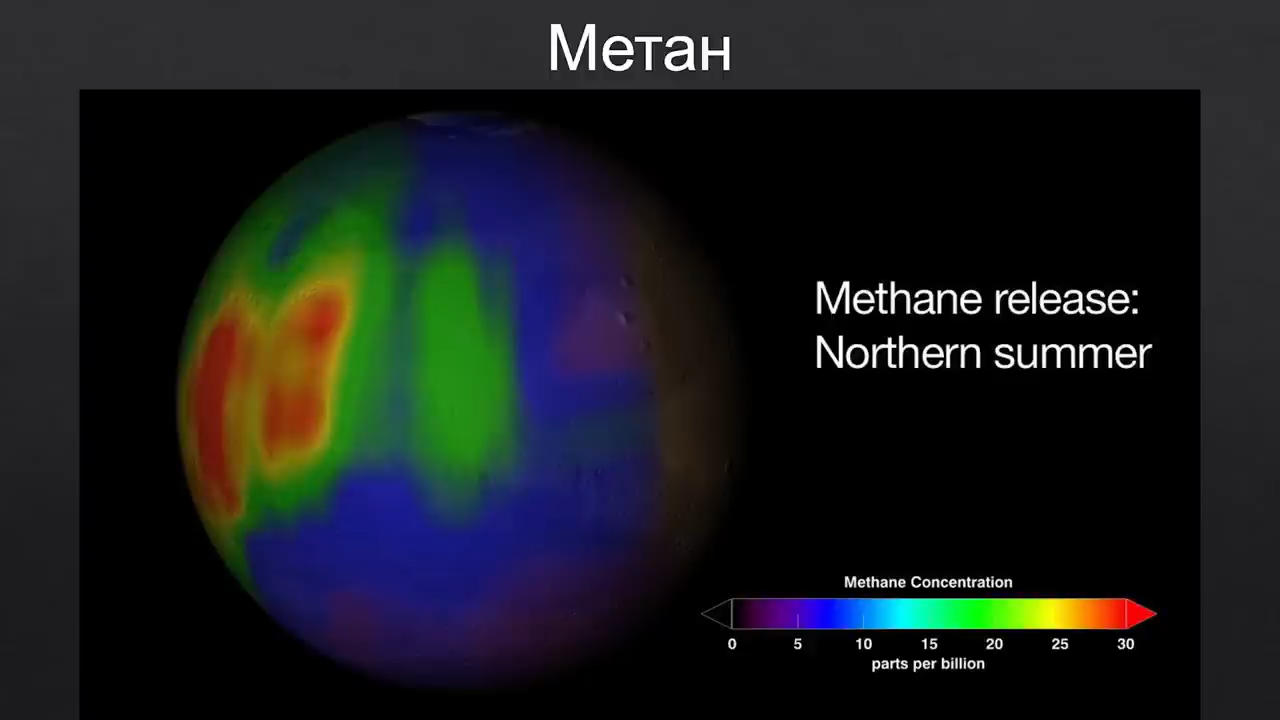 Метан
Methane release:
Northern summer
Methane Concentration
0 5 10 15 20 25 30
parts per billion